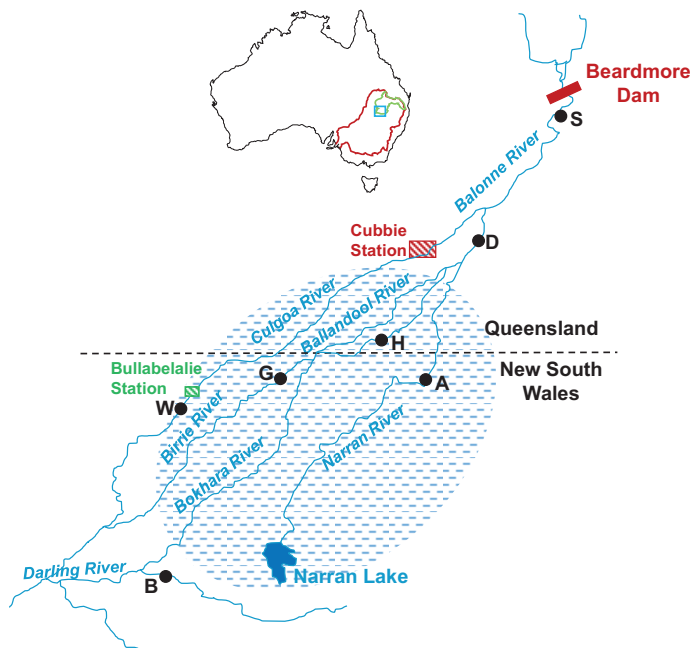 Beardmore
Dam
S
Balonne River
Cubbie
Station
D
Culgoa River
Ballandool River
Queensland
H
New South
Wales
Bullabelalie
Station
G
A
W
Birrie River
Narran River
Bokhara River
Darling River
B
Narran Lake